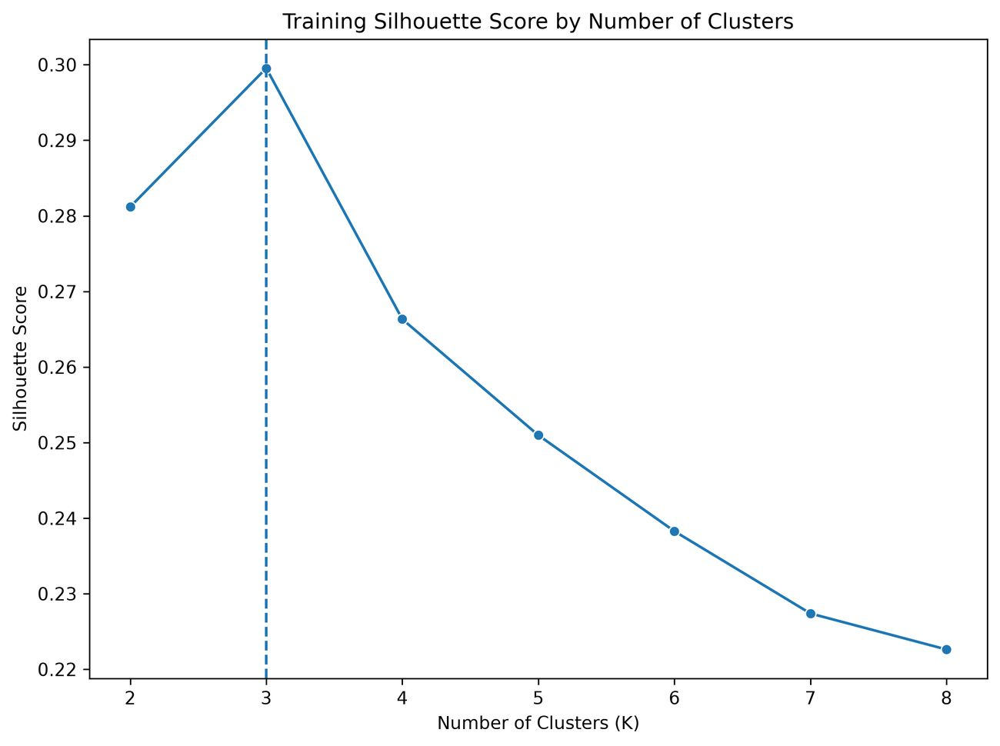 Training Silhouette Score by Number of Clusters
0.30
0.29
0.28
0.27
0.26
0.25
0.24
0.23
0.22
Silhouette Score
2 3 4 5 6 7 8
Number of Clusters (K)